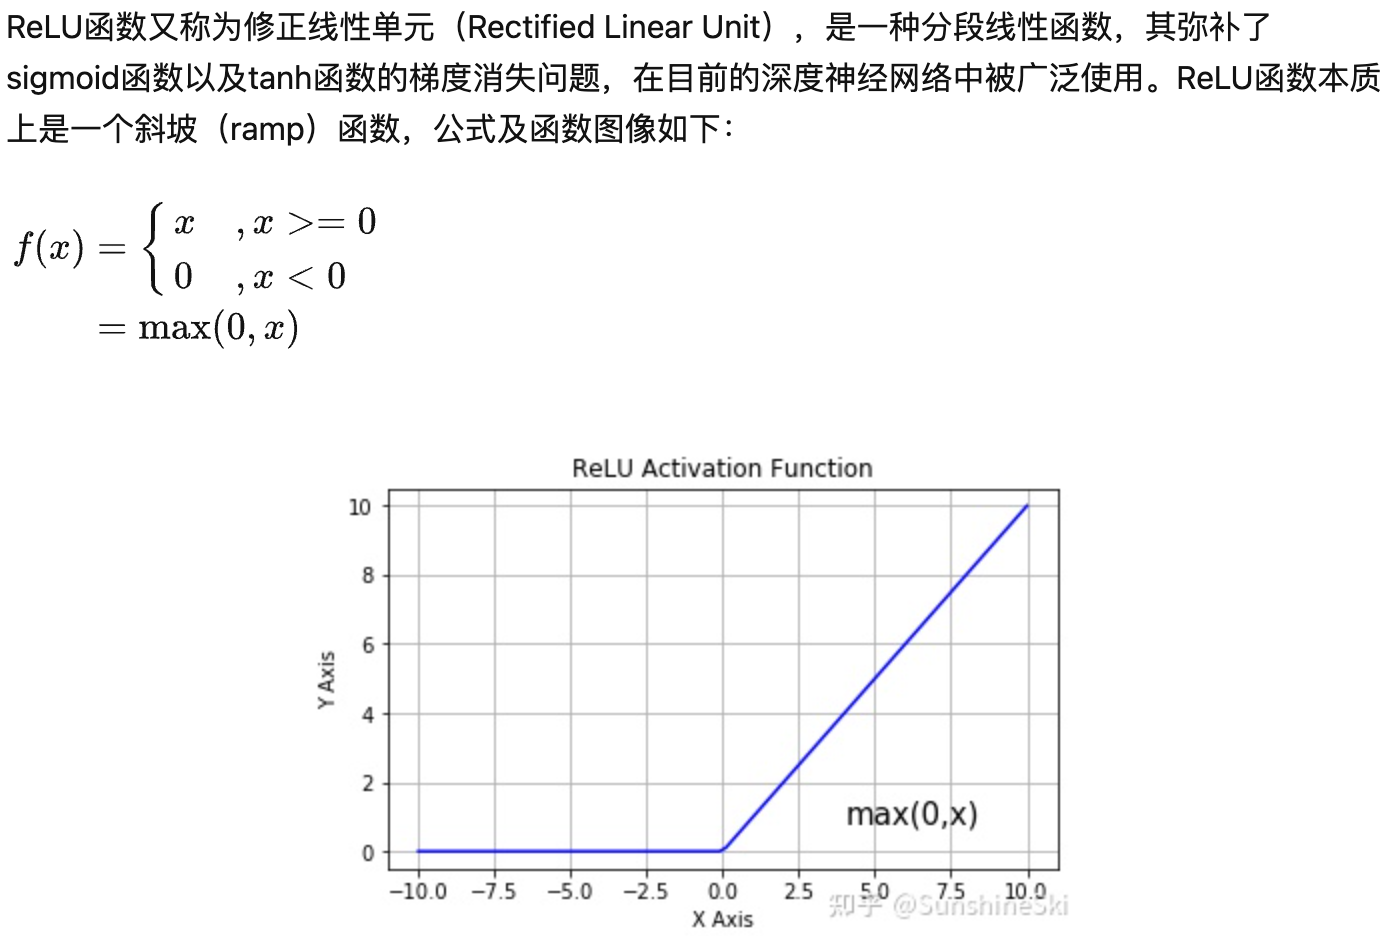 ReLU函数又称为修正线性单元（Rectified Linear Unit），是一种分段线性函数，其弥补了
sigmoid函数以及tanh函数的梯度消失问题，在目前的深度神经网络中被广泛使用。ReLU函数本质
上是一个斜坡（ramp）函数，公式及函数图像如下：
f(x) = { x , x >= 0
0 , x < 0
= max(0, x)
ReLU Activation Function
10
8
6
4
2
0
Y Axis
max(0,x)
−10.0 −7.5 −5.0 −2.5 0.0 2.5 5.0 7.5 10.0
X Axis
知乎 @SunshineSki